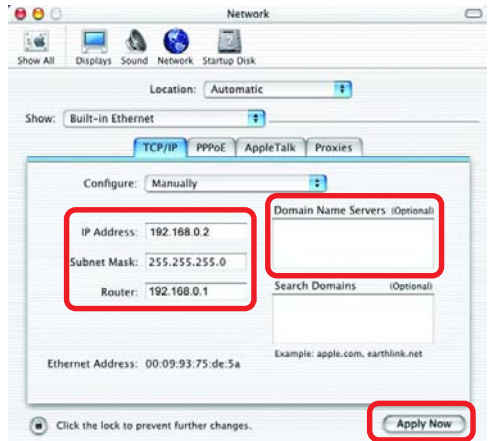 Network
Show All Displays Sound Network Startup Disk
Location: Automatic
Show: Built-in Ethernet
TCP/IP PPPoE AppleTalk Proxies
Configure: Manually
Domain Name Servers (Optional)
IP Address: 192.168.0.2
Subnet Mask: 255.255.255.0
Router: 192.168.0.1
Search Domains (Optional)
Example: apple.com, earthlink.net
Ethernet Address: 00:09:93:75:de:5a
Click the lock to prevent further changes.
Apply Now